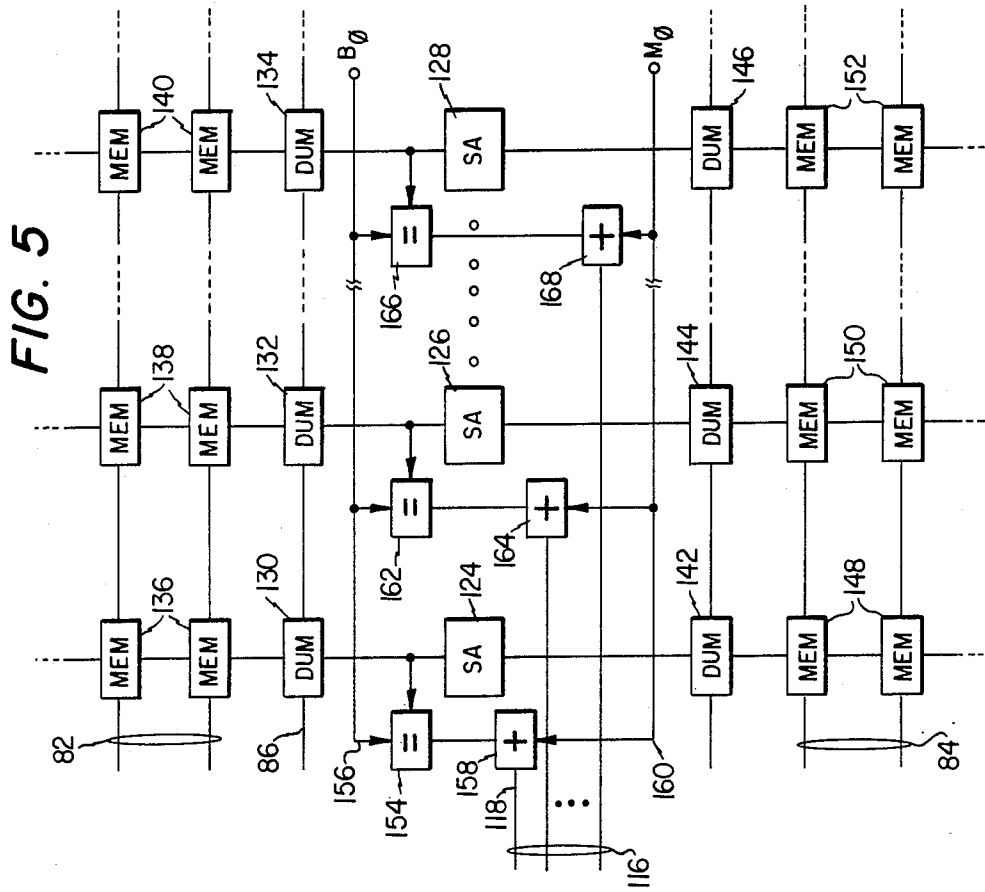 FIG. 5
140
MEM
MEM
134
DUM
138
MEM
MEM
132
DUM
136
MEM
MEM
130
DUM
82
86
BØ
156
128
SA
=
166
126
SA
=
162
124
SA
=
154
+
168
+
164
+
158
118
116
MØ
160
146
DUM
144
DUM
142
DUM
152
MEM
MEM
150
MEM
MEM
148
MEM
MEM
84